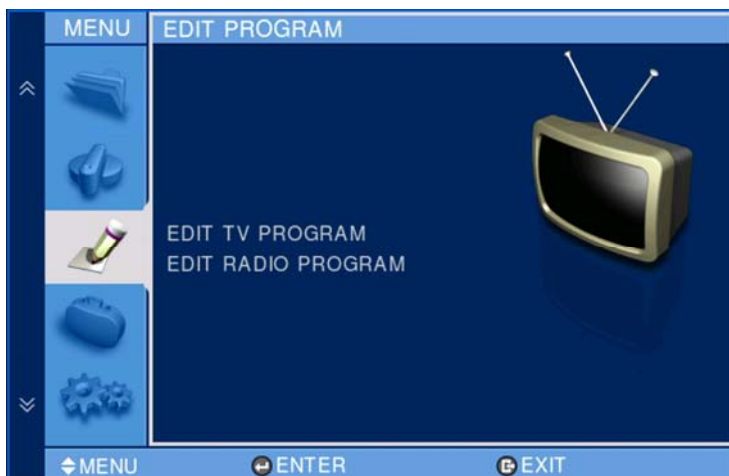 MENU
EDIT PROGRAM
EDIT TV PROGRAM
EDIT RADIO PROGRAM
MENU ENTER EXIT